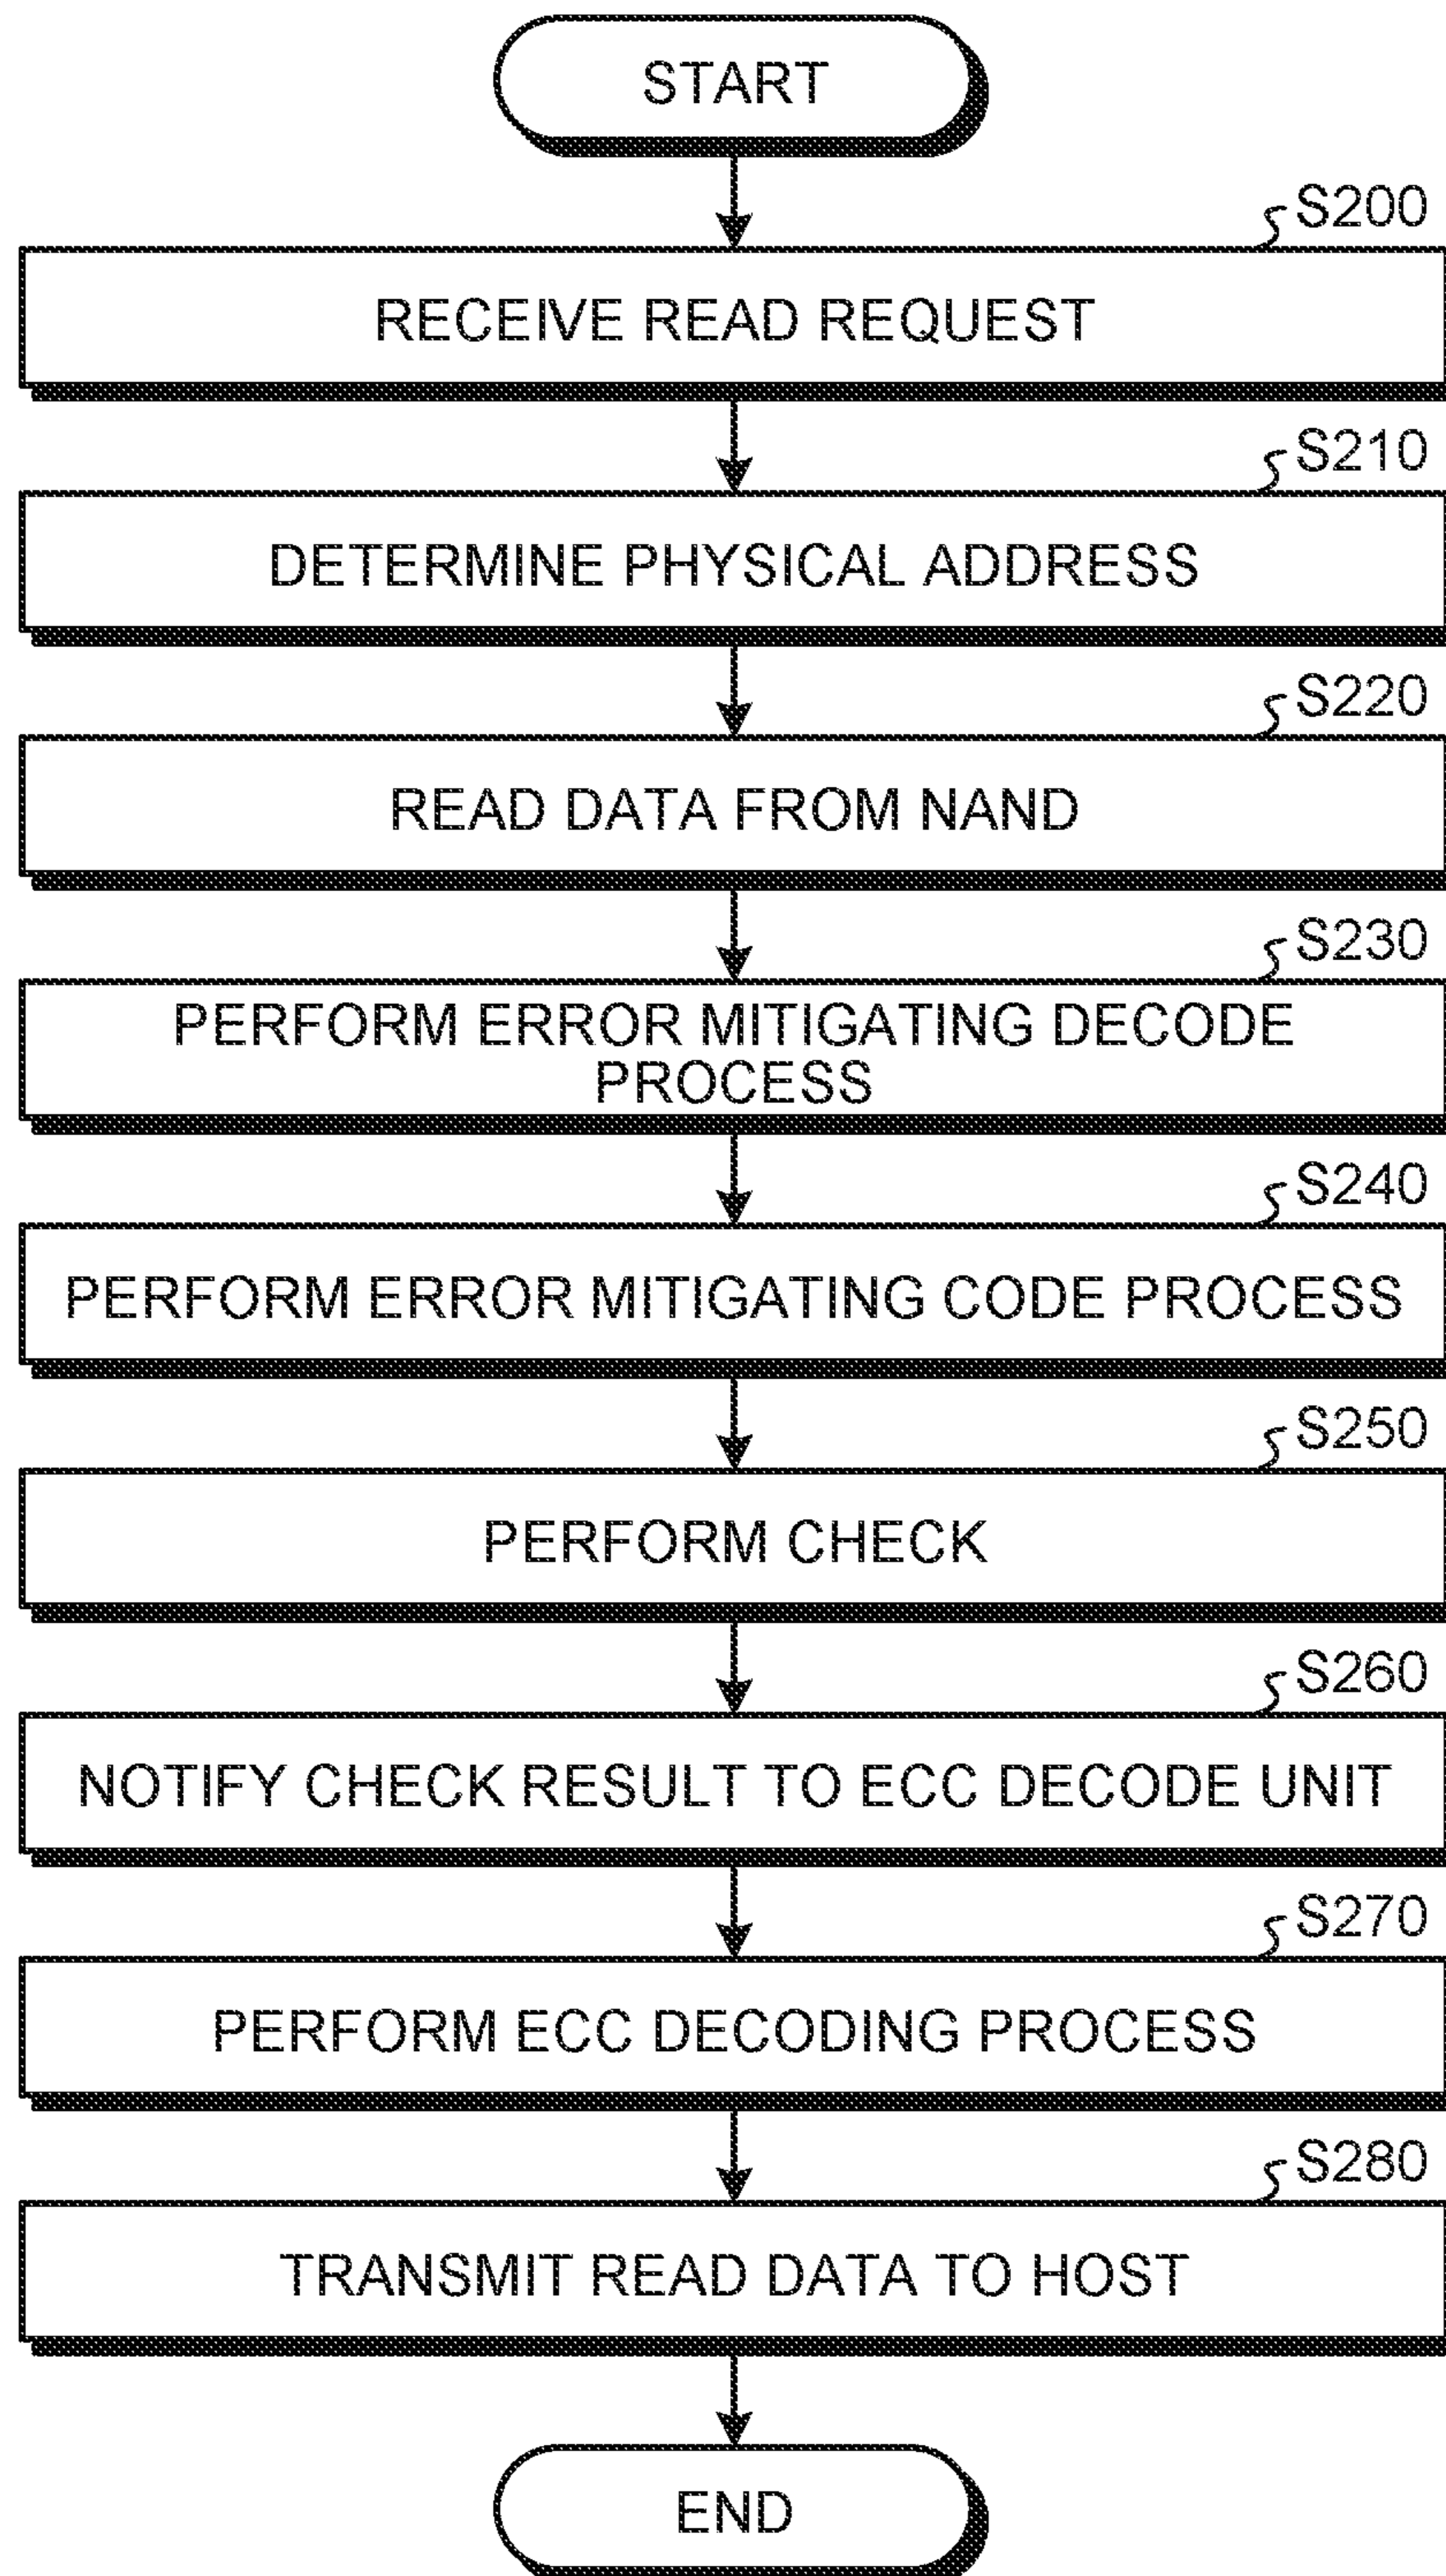 START
S200
RECEIVE READ REQUEST
S210
DETERMINE PHYSICAL ADDRESS
S220
READ DATA FROM NAND
S230
PERFORM ERROR MITIGATING DECODE
PROCESS
S240
PERFORM ERROR MITIGATING CODE PROCESS
S250
PERFORM CHECK
S260
NOTIFY CHECK RESULT TO ECC DECODE UNIT
S270
PERFORM ECC DECODING PROCESS
S280
TRANSMIT READ DATA TO HOST
END